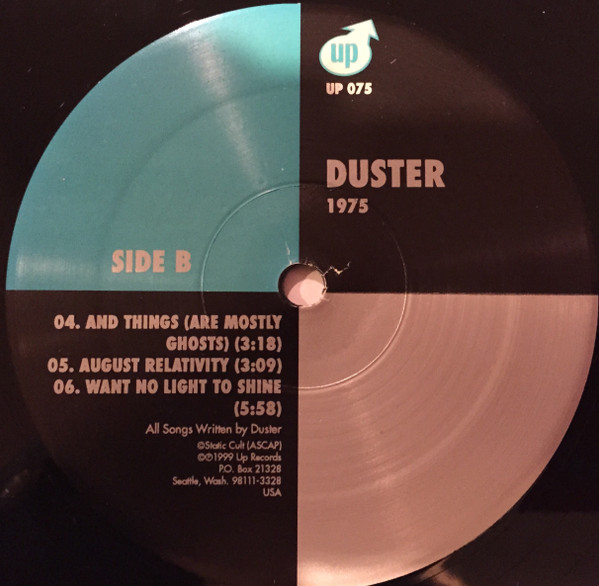 up
UP 075
DUSTER
1975
SIDE B
04. AND THINGS (ARE MOSTLY
GHOSTS) (3:18)
05. AUGUST RELATIVITY (3:09)
06. WANT NO LIGHT TO SHINE
(5:58)
All Songs Written by Duster
©Static Cult (ASCAP)
©℗1999 Up Records
P.O. Box 21328
Seattle, Wash. 98111-3328
USA